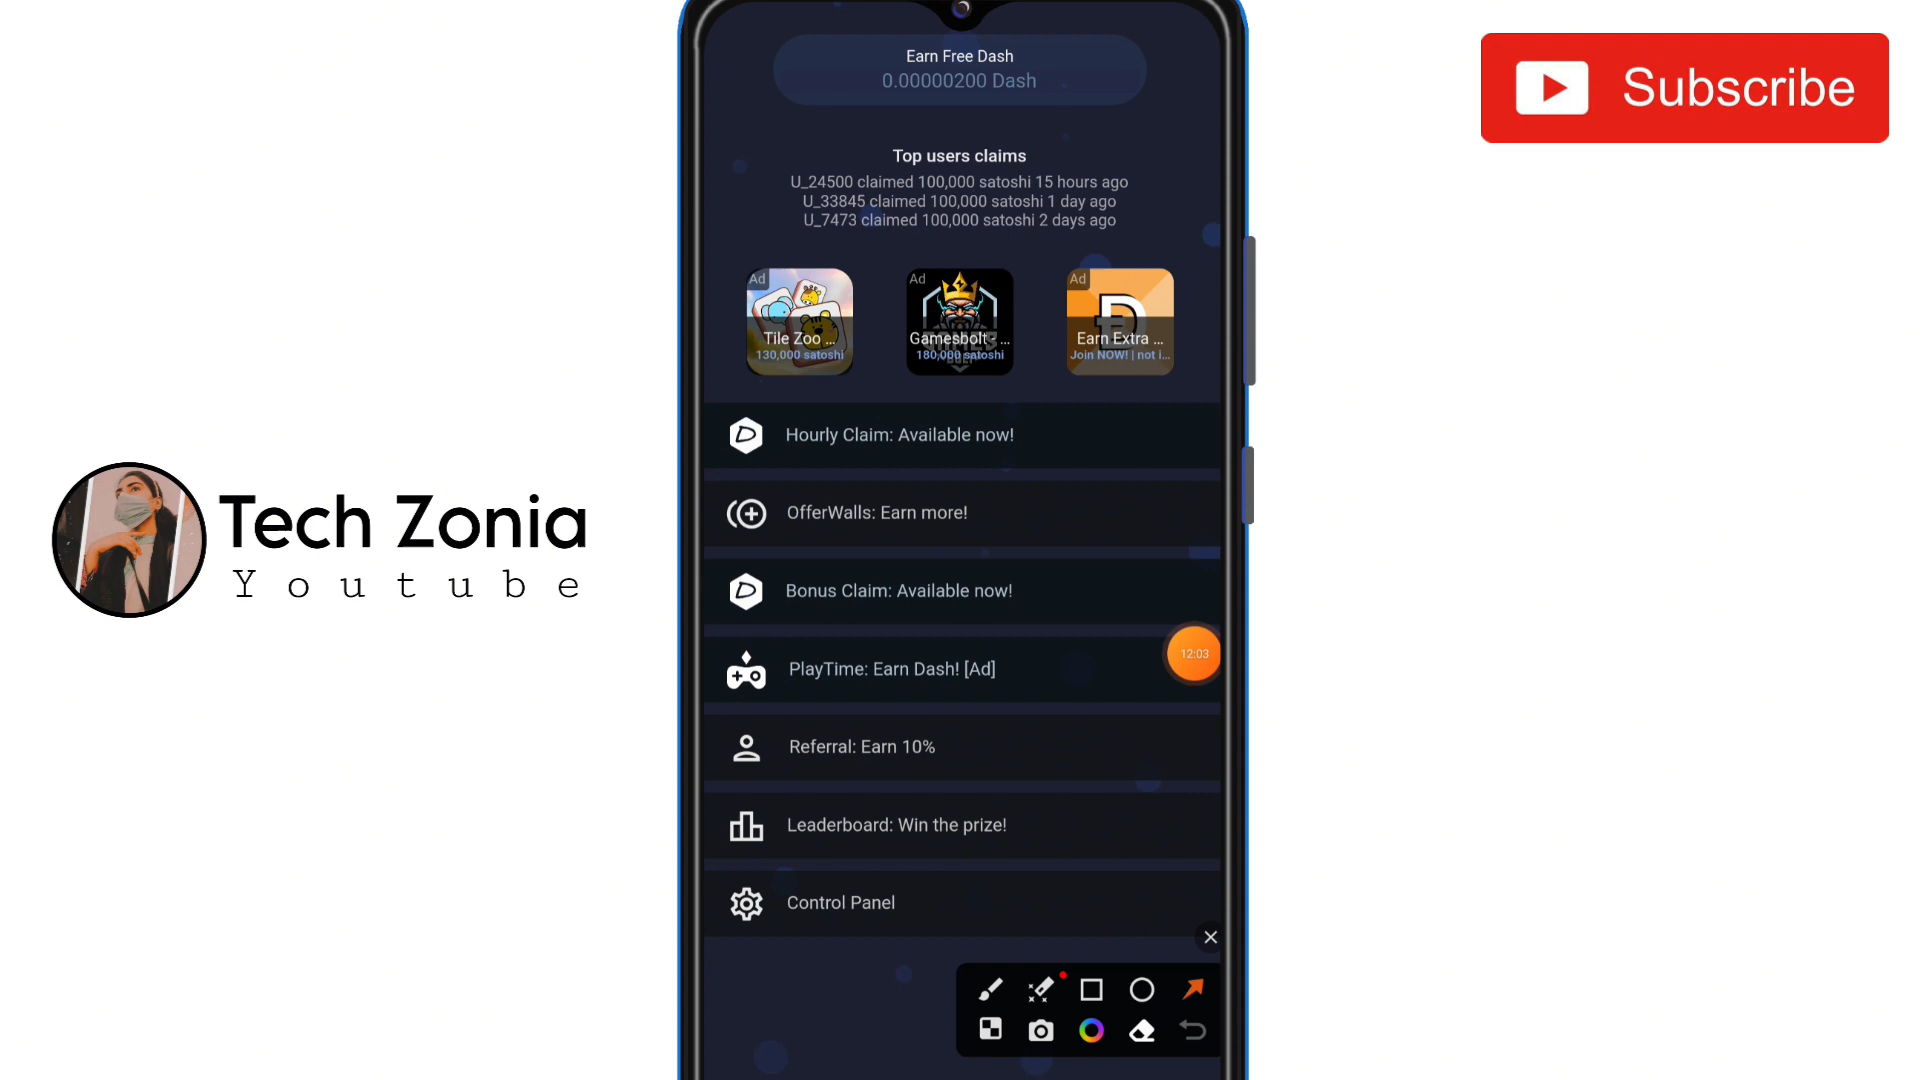 Earn Free Dash
0.00000200 Dash
Subscribe
Top users claims
U_24500 claimed 100,000 satoshi 15 hours ago
U_33845 claimed 100,000 satoshi 1 day ago
U_7473 claimed 100,000 satoshi 2 days ago
Ad
Tile Zoo ...
130,000 satoshi
Ad
Gamesbolt - ...
180,000 satoshi
Ad
Earn Extra ...
Join NOW! | not i...
Hourly Claim: Available now!
OfferWalls: Earn more!
Tech Zonia
Youtube
Bonus Claim: Available now!
PlayTime: Earn Dash! [Ad]
12:03
Referral: Earn 10%
Leaderboard: Win the prize!
Control Panel